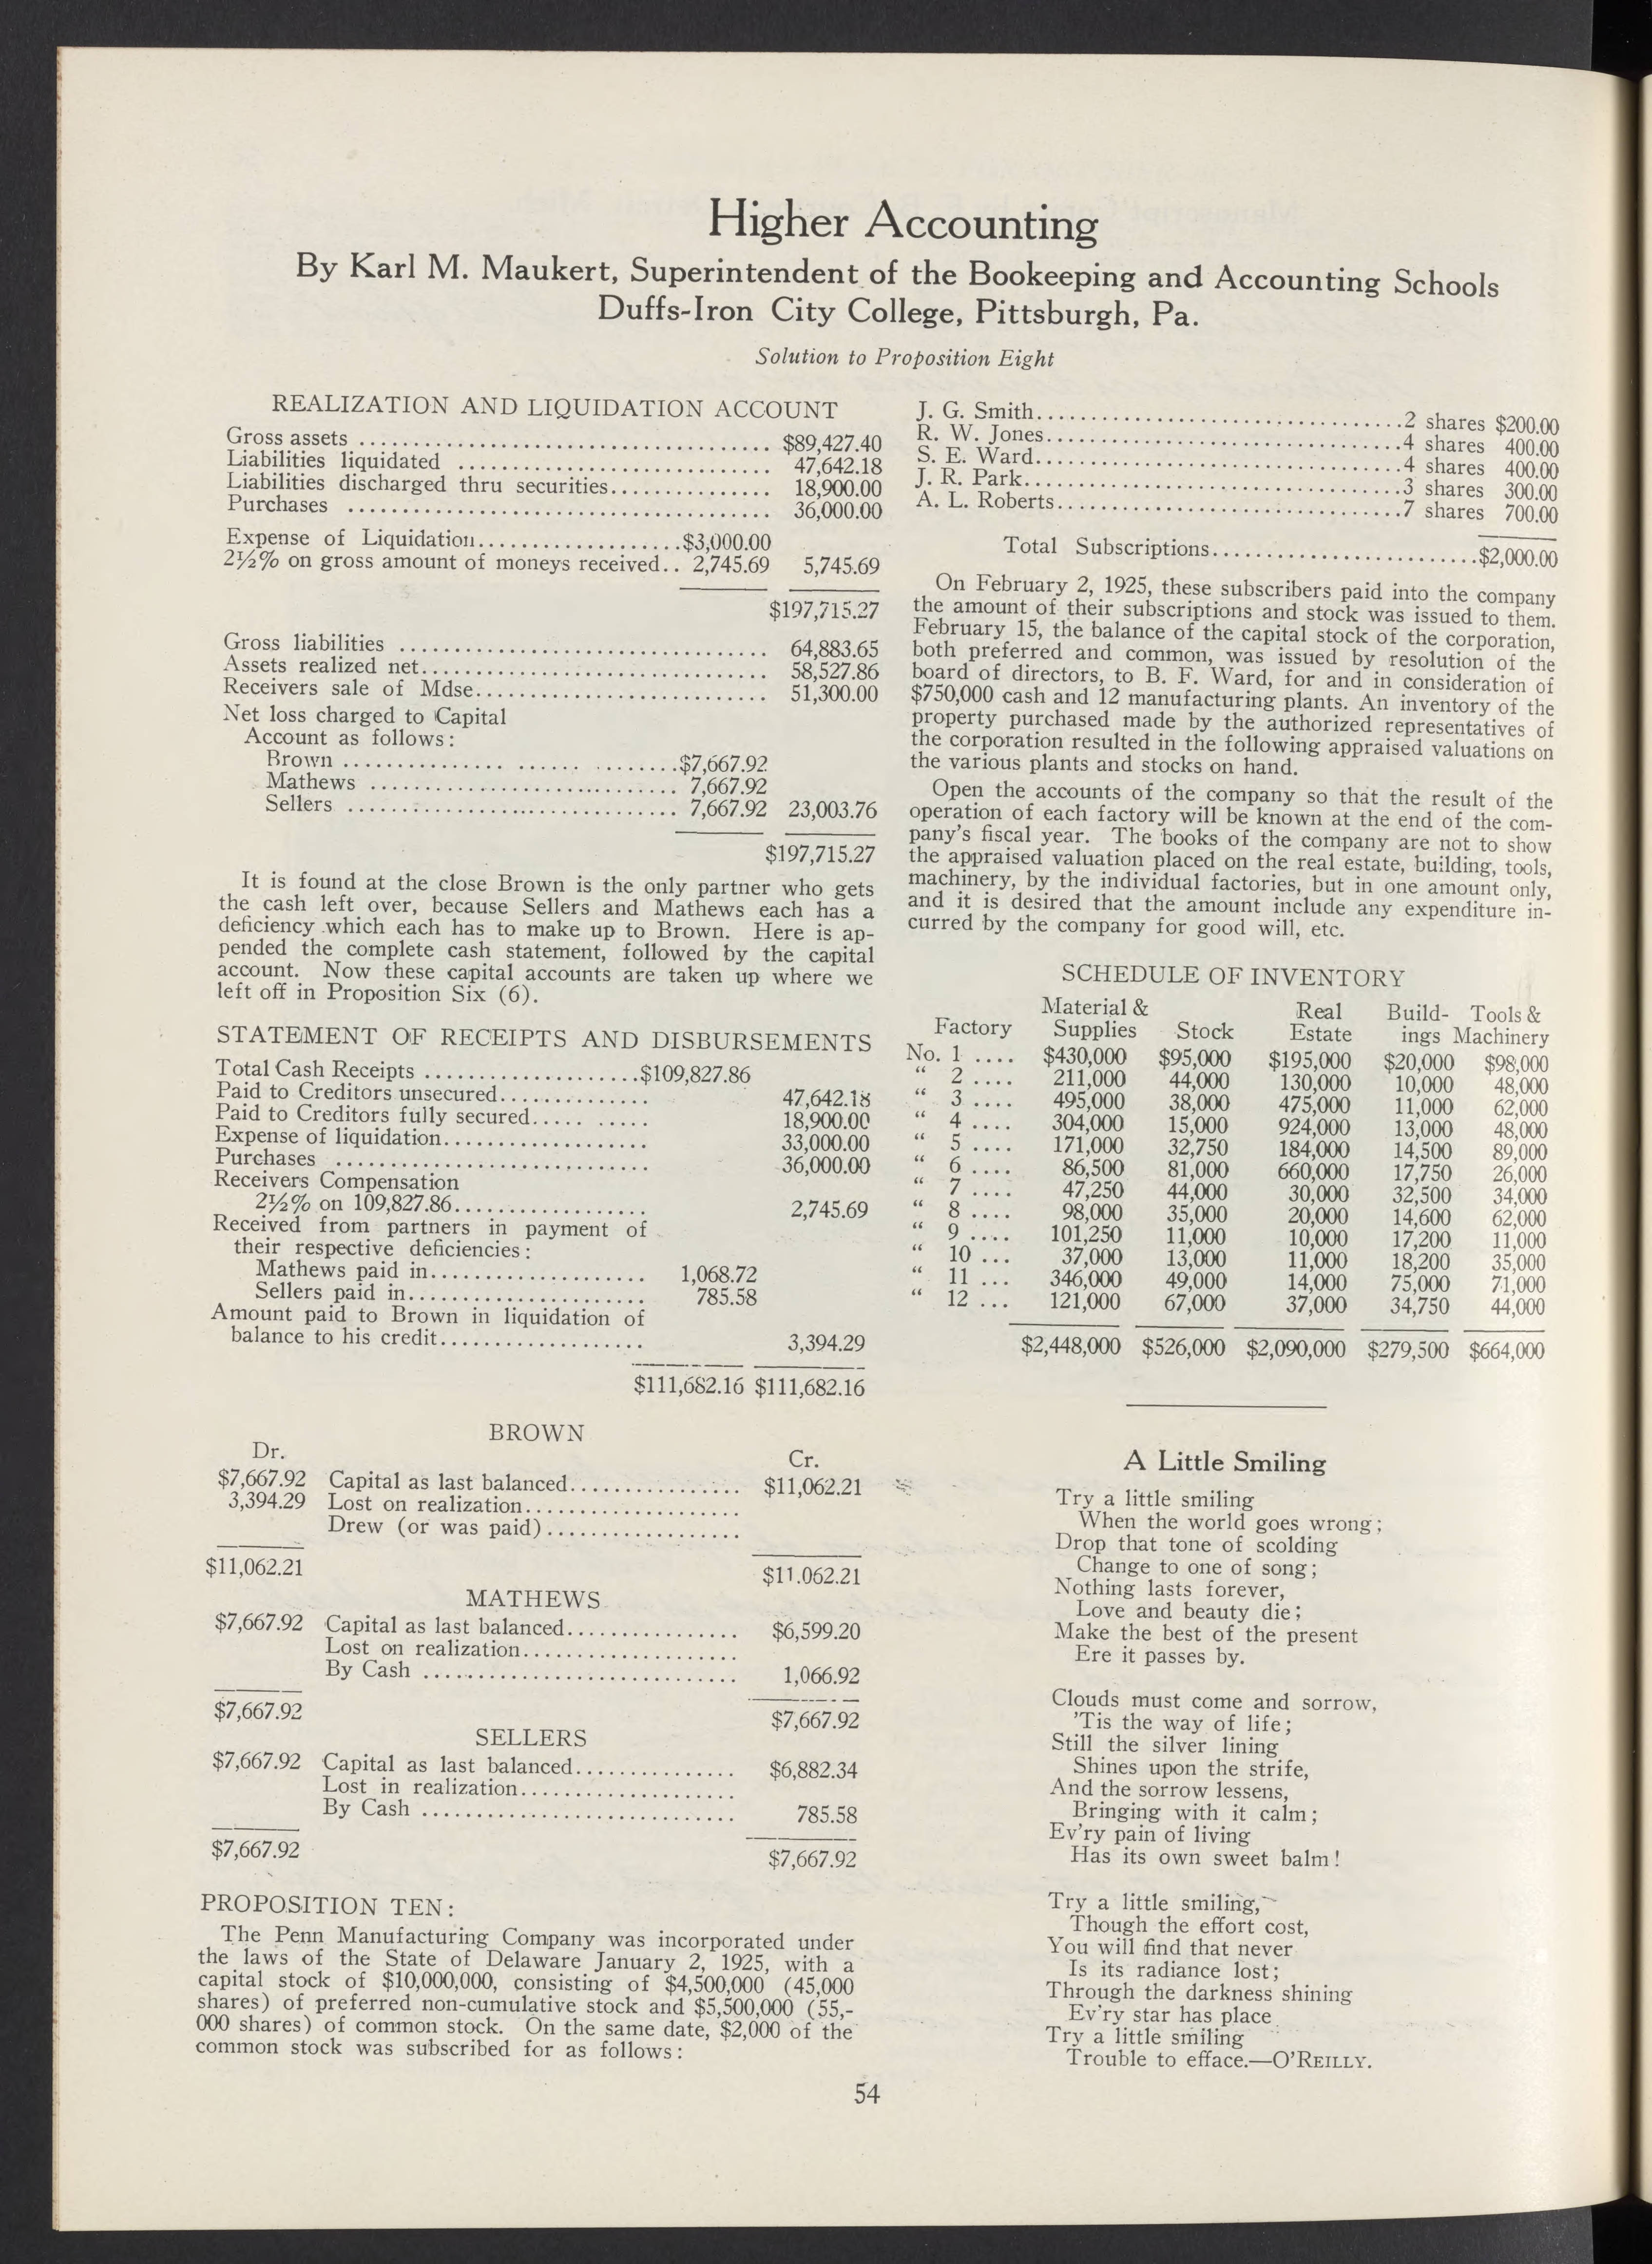 Higher Accounting
By Karl M. Maukert, Superintendent of the Bookeeping and Accounting Schools
Duffs-Iron City College, Pittsburgh, Pa.
Solution to Proposition Eight
REALIZATION AND LIQUIDATION ACCOUNT
Gross assets ...................................... $89,427.40
Liabilities liquidated ............................. 47,642.18
Liabilities discharged thru securities............... 18,900.00
Purchases ....................................... 36,000.00
Expense of Liquidation...................$3,000.00
2½% on gross amount of moneys received.. 2,745.69 5,745.69
$197,715.27
Gross liabilities .................................. 64,883.65
Assets realized net................................ 58,527.86
Receivers sale of Mdse........................... 51,300.00
Net loss charged to Capital
Account as follows:
Brown ............... ...... ........$7,667.92
Mathews ............................ 7,667.92
Sellers ............................... 7,667.92 23,003.76
$197,715.27
It is found at the close Brown is the only partner who gets
the cash left over, because Sellers and Mathews each has a
deficiency which each has to make up to Brown. Here is ap-
pended the complete cash statement, followed by the capital
account. Now these capital accounts are taken up where we
left off in Proposition Six (6).
STATEMENT OF RECEIPTS AND DISBURSEMENTS
Total Cash Receipts ....................$109,827.86
Paid to Creditors unsecured.............. 47,642.18
Paid to Creditors fully secured..... ..... 18,900.00
Expense of liquidation................... 33,000.00
Purchases ............................. 36,000.00
Receivers Compensation
2½% on 109,827.86.................. 2,745.69
Received from partners in payment of
their respective deficiencies:
Mathews paid in.................... 1,068.72
Sellers paid in...................... 785.58
Amount paid to Brown in liquidation of
balance to his credit................... 3,394.29
$111,682.16 $111,682.16
BROWN
Dr. Cr.
$7,667.92 Capital as last balanced................ $11,062.21
3,394.29 Lost on realization....................
Drew (or was paid)..................
$11,062.21 $11.062.21
MATHEWS
$7,667.92 Capital as last balanced................ $6,599.20
Lost on realization....................
By Cash ............................. 1,066.92
$7,667.92 $7,667.92
SELLERS
$7,667.92 Capital as last balanced............... $6,882.34
Lost in realization....................
By Cash ............................. 785.58
$7,667.92 $7,667.92
PROPOSITION TEN:
The Penn Manufacturing Company was incorporated under
the laws of the State of Delaware January 2, 1925, with a
capital stock of $10,000,000, consisting of $4,500,000 (45,000
shares) of preferred non-cumulative stock and $5,500,000 (55,-
000 shares) of common stock. On the same date, $2,000 of the
common stock was subscribed for as follows:
J. G. Smith..................................2 shares $200.00
R. W. Jones.................................4 shares 400.00
S. E. Ward..................................4 shares 400.00
J. R. Park...................................3 shares 300.00
A. L. Roberts................................7 shares 700.00
Total Subscriptions.........................$2,000.00
On February 2, 1925, these subscribers paid into the company
the amount of their subscriptions and stock was issued to them.
February 15, the balance of the capital stock of the corporation,
both preferred and common, was issued by resolution of the
board of directors, to B. F. Ward, for and in consideration of
$750,000 cash and 12 manufacturing plants. An inventory of the
property purchased made by the authorized representatives of
the corporation resulted in the following appraised valuations on
the various plants and stocks on hand.
Open the accounts of the company so that the result of the
operation of each factory will be known at the end of the com-
pany's fiscal year. The books of the company are not to show
the appraised valuation placed on the real estate, building, tools,
machinery, by the individual factories, but in one amount only,
and it is desired that the amount include any expenditure in-
curred by the company for good will, etc.
SCHEDULE OF INVENTORY
Material & Real Build- Tools &
Factory Supplies Stock Estate ings Machinery
No. 1 .... $430,000 $95,000 $195,000 $20,000 $98,000
" 2 .... 211,000 44,000 130,000 10,000 48,000
" 3 .... 495,000 38,000 475,000 11,000 62,000
" 4 .... 304,000 15,000 924,000 13,000 48,000
" 5 .... 171,000 32,750 184,000 14,500 89,000
" 6 .... 86,500 81,000 660,000 17,750 26,000
" 7 .... 47,250 44,000 30,000 32,500 34,000
" 8 .... 98,000 35,000 20,000 14,600 62,000
" 9 .... 101,250 11,000 10,000 17,200 11,000
" 10 ... 37,000 13,000 11,000 18,200 35,000
" 11 ... 346,000 49,000 14,000 75,000 71,000
" 12 ... 121,000 67,000 37,000 34,750 44,000
$2,448,000 $526,000 $2,090,000 $279,500 $664,000
A Little Smiling
Try a little smiling
When the world goes wrong;
Drop that tone of scolding
Change to one of song;
Nothing lasts forever,
Love and beauty die;
Make the best of the present
Ere it passes by.
Clouds must come and sorrow,
'Tis the way of life;
Still the silver lining
Shines upon the strife,
And the sorrow lessens,
Bringing with it calm;
Ev'ry pain of living
Has its own sweet balm!
Try a little smiling,
Though the effort cost,
You will find that never
Is its radiance lost;
Through the darkness shining
Ev'ry star has place
Try a little smiling
Trouble to efface.—O'REILLY.
54